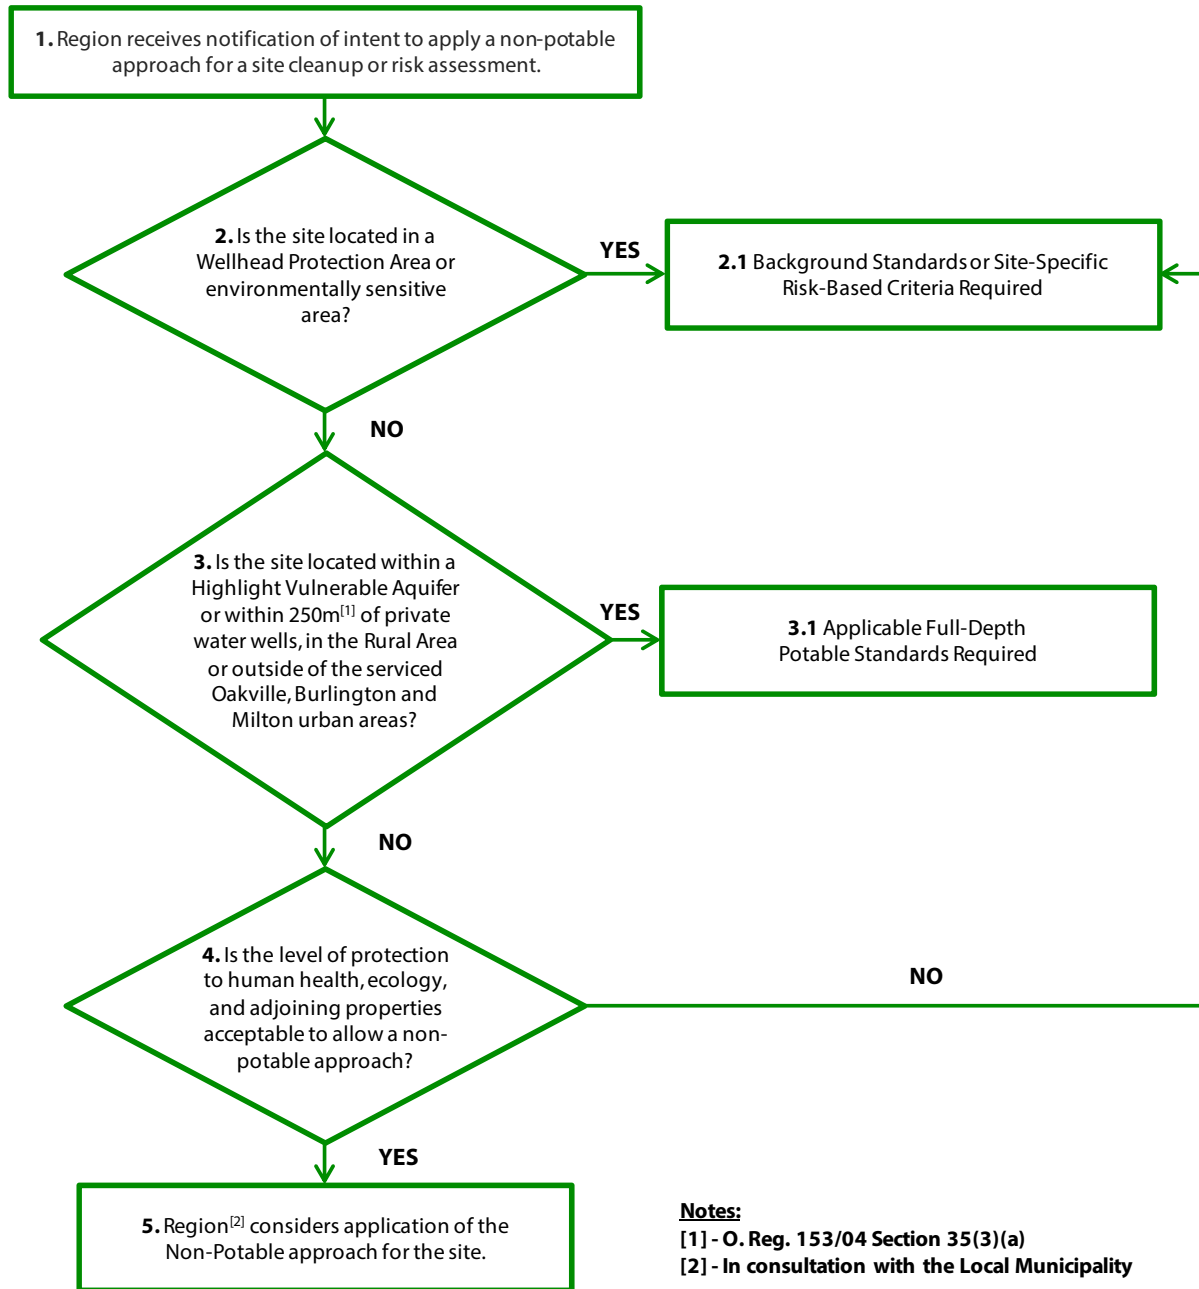 1. Region receives notification of intent to apply a non-potable
approach for a site cleanup or risk assessment.
2. Is the site located in a
Wellhead Protection Area or
environmentally sensitive
area?
YES
2.1 Background Standards or Site-Specific
Risk-Based Criteria Required
NO
3. Is the site located within a
Highlight Vulnerable Aquifer
or within 250m[1] of private
water wells, in the Rural Area
or outside of the serviced
Oakville, Burlington and
Milton urban areas?
YES
3.1 Applicable Full-Depth
Potable Standards Required
NO
4. Is the level of protection
to human health, ecology,
and adjoining properties
acceptable to allow a non-
potable approach?
NO
YES
5. Region[2] considers application of the
Non-Potable approach for the site.
Notes:
[1] - O. Reg. 153/04 Section 35(3)(a)
[2] - In consultation with the Local Municipality